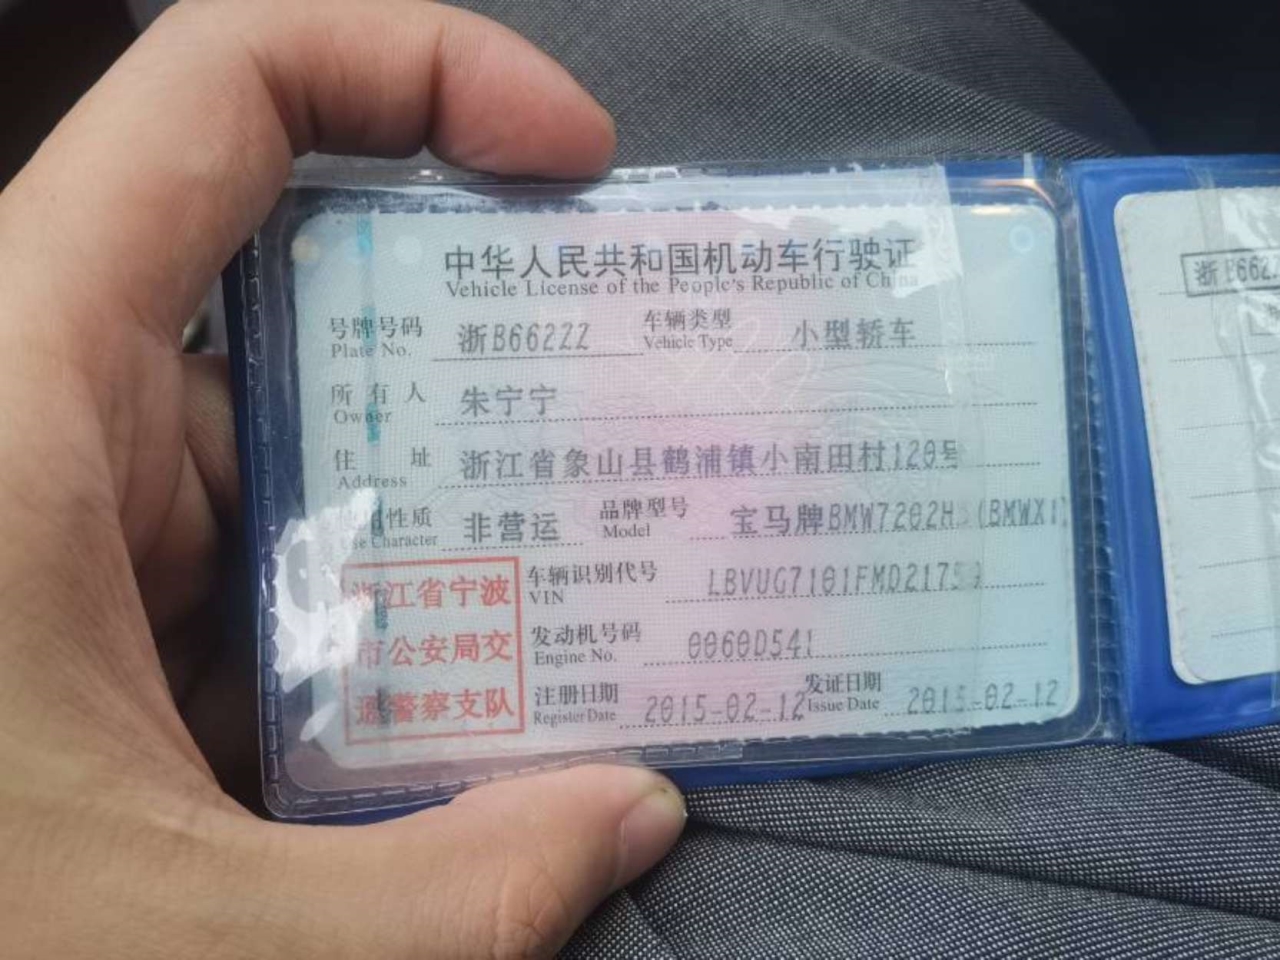 中华人民共和国机动车行驶证
Vehicle License of the People's Republic of China
号牌号码 浙B662ZZ 车辆类型 小型轿车
Plate No. Vehicle Type
所有人 朱宁宁
Owner
住址 浙江省象山县鹤浦镇小南田村120号
Address
使用性质 非营运 品牌型号 宝马牌BMW7202H (BMWX1)
Use Character Model
浙江省宁波
市公安局交
通警察支队
车辆识别代号
VIN
发动机号码 0060D541
Engine No.
注册日期 2015-02-12 发证日期 2015-02-12
Register Date Issue Date